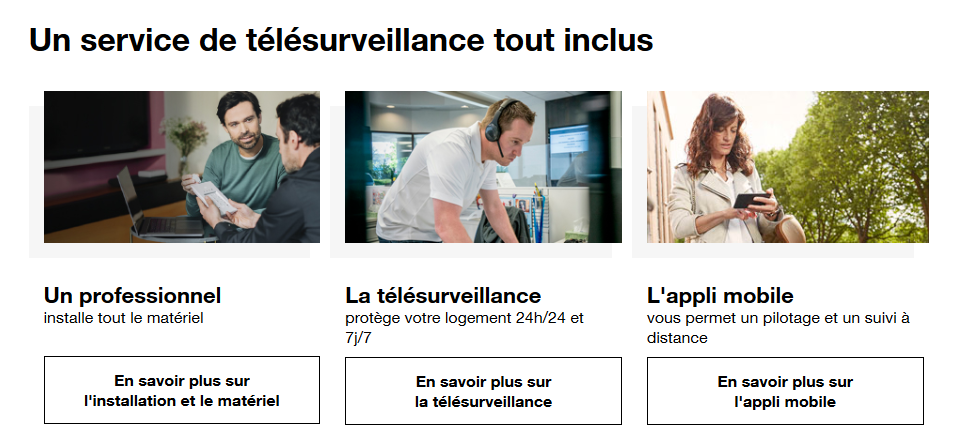 Un service de télésurveillance tout inclus
Un professionnel
installe tout le matériel
En savoir plus sur
l'installation et le matériel
La télésurveillance
protège votre logement 24h/24 et
7j/7
En savoir plus sur
la télésurveillance
L'appli mobile
vous permet un pilotage et un suivi à
distance
En savoir plus sur
l'appli mobile